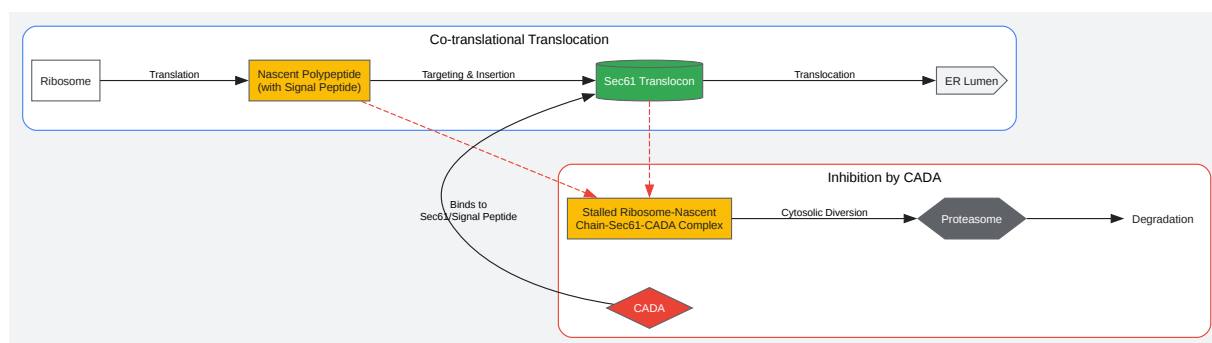 Co-translational Translocation
Ribosome
Translation
Nascent Polypeptide
(with Signal Peptide)
Targeting & Insertion
Sec61 Translocon
Translocation
ER Lumen
Inhibition by CADA
Binds to
Sec61/Signal Peptide
Stalled Ribosome-Nascent
Chain-Sec61-CADA Complex
Cytosolic Diversion
Proteasome
Degradation
CADA